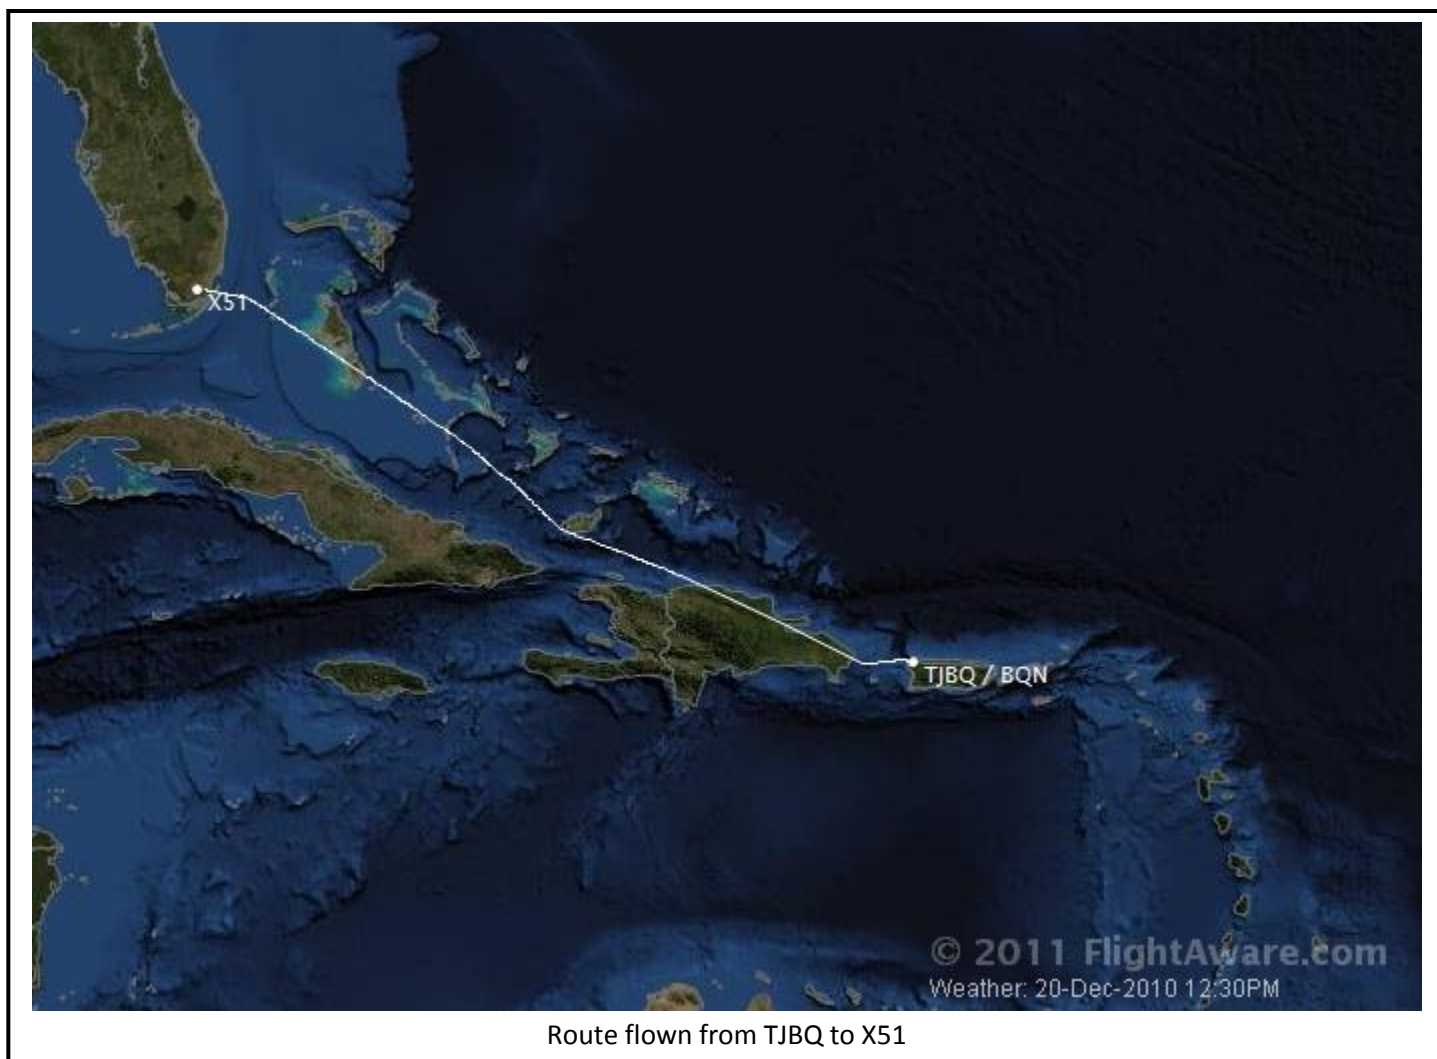 X51
TJBQ / BQN
© 2011 FlightAware.com
Weather: 20-Dec-2010 12:30PM
Route flown from TJBQ to X51